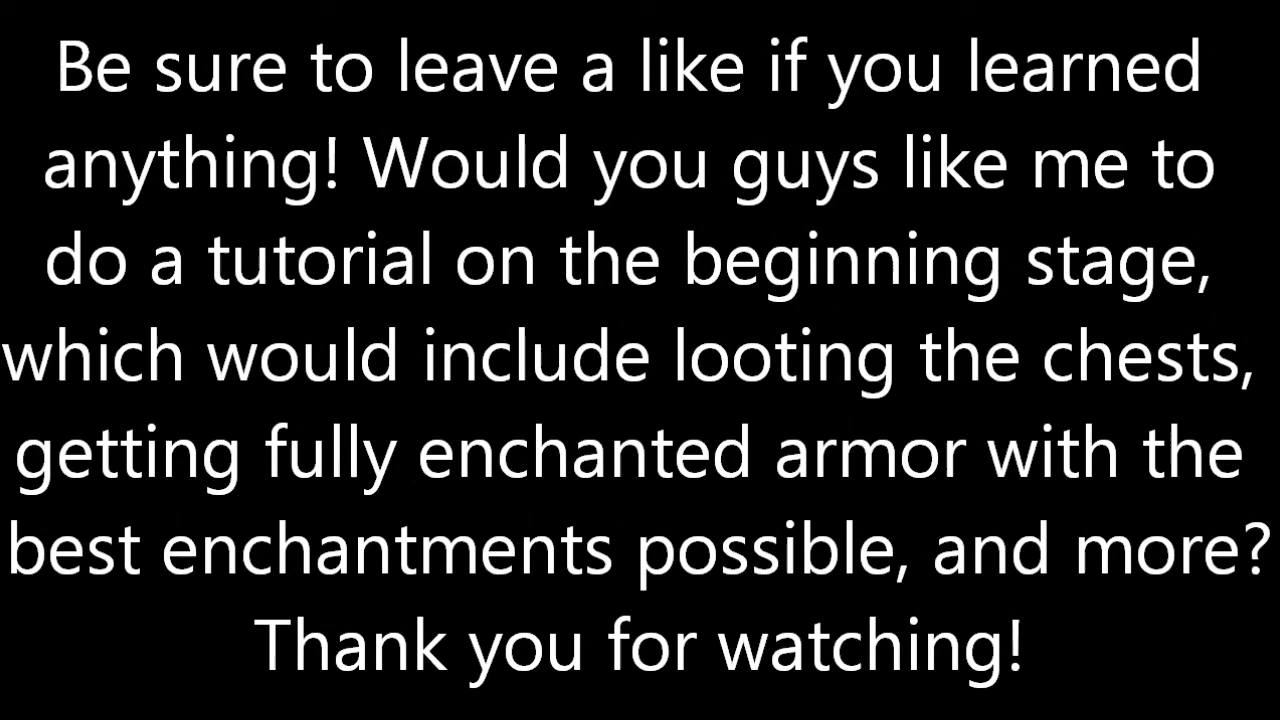 Be sure to leave a like if you learned
anything! Would you guys like me to
do a tutorial on the beginning stage,
which would include looting the chests,
getting fully enchanted armor with the
best enchantments possible, and more?
Thank you for watching!